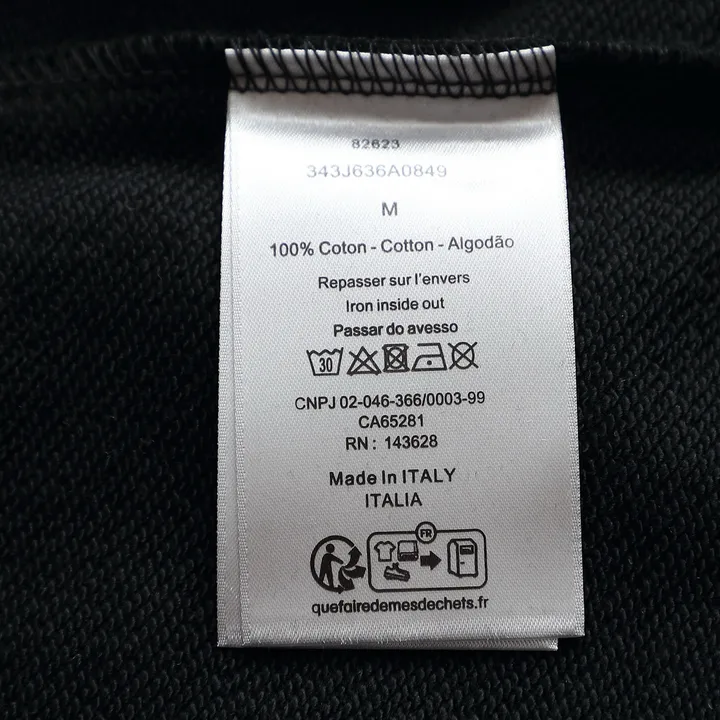 82623
343J636A0849
M
100% Coton - Cotton - Algodão
Repasser sur l'envers
Iron inside out
Passar do avesso
30
CNPJ 02-046-366/0003-99
CA65281
RN : 143628
Made In ITALY
ITALIA
FR
quefairedemesdechets.fr